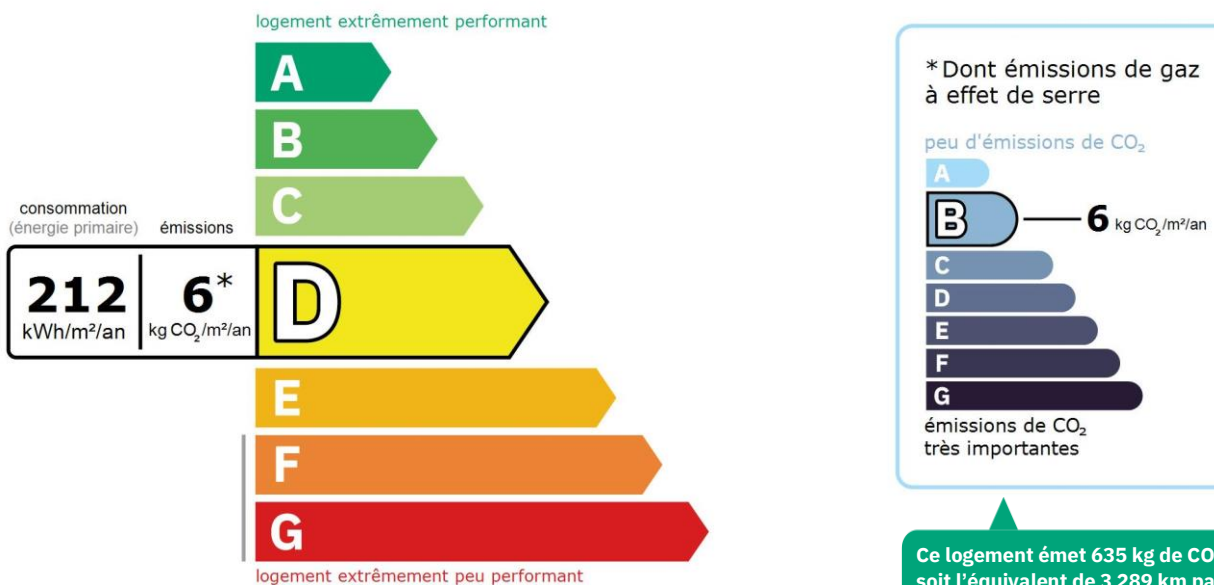 logement extrêmement performant
A
B
C
consommation
(énergie primaire)
émissions
212
kWh/m²/an
6*
kg CO₂/m²/an
D
E
F
G
logement extrêmement peu performant
*Dont émissions de gaz
à effet de serre
peu d'émissions de CO₂
A
B
6 kg CO₂/m²/an
C
D
E
F
G
émissions de CO₂
très importantes
Ce logement émet 635 kg de CO
soit l'équivalent de 3 289 km pa